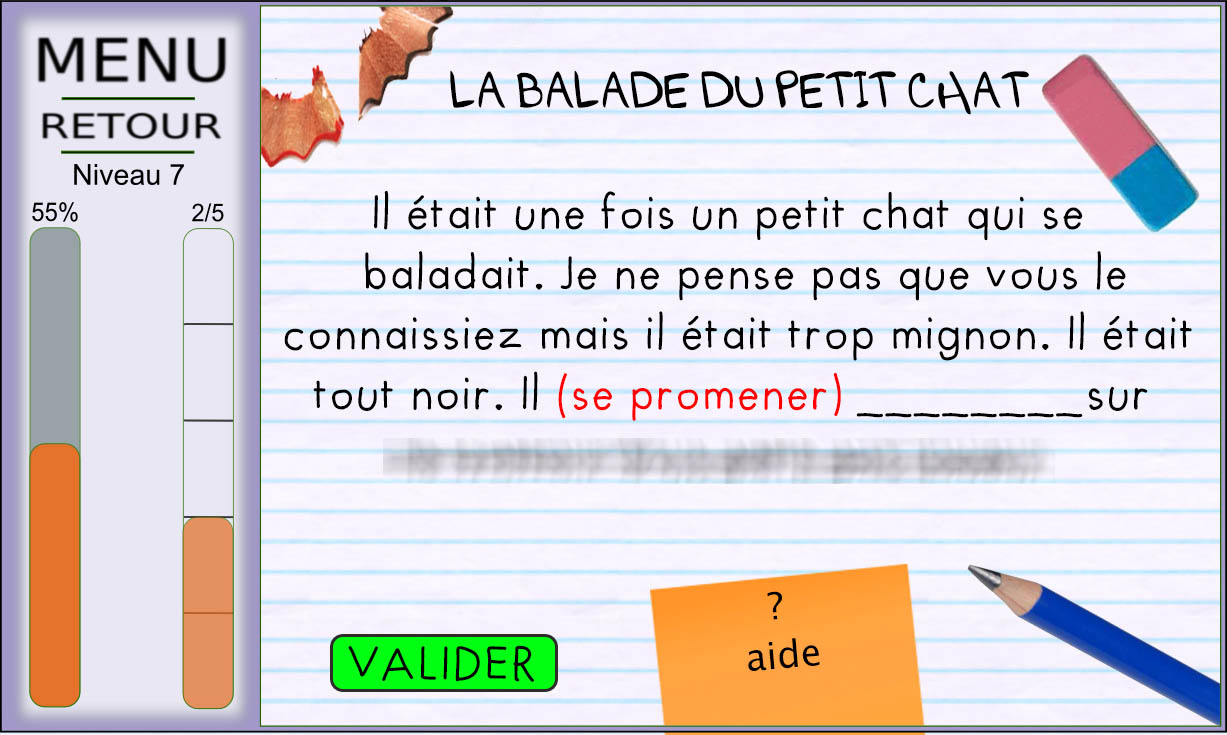 MENU
RETOUR
Niveau 7
55%
2/5
LA BALADE DU PETIT CHAT
Il était une fois un petit chat qui se
baladait. Je ne pense pas que vous le
connaissiez mais il était trop mignon. Il était
tout noir. Il (se promener) ________sur
VALIDER
?
aide